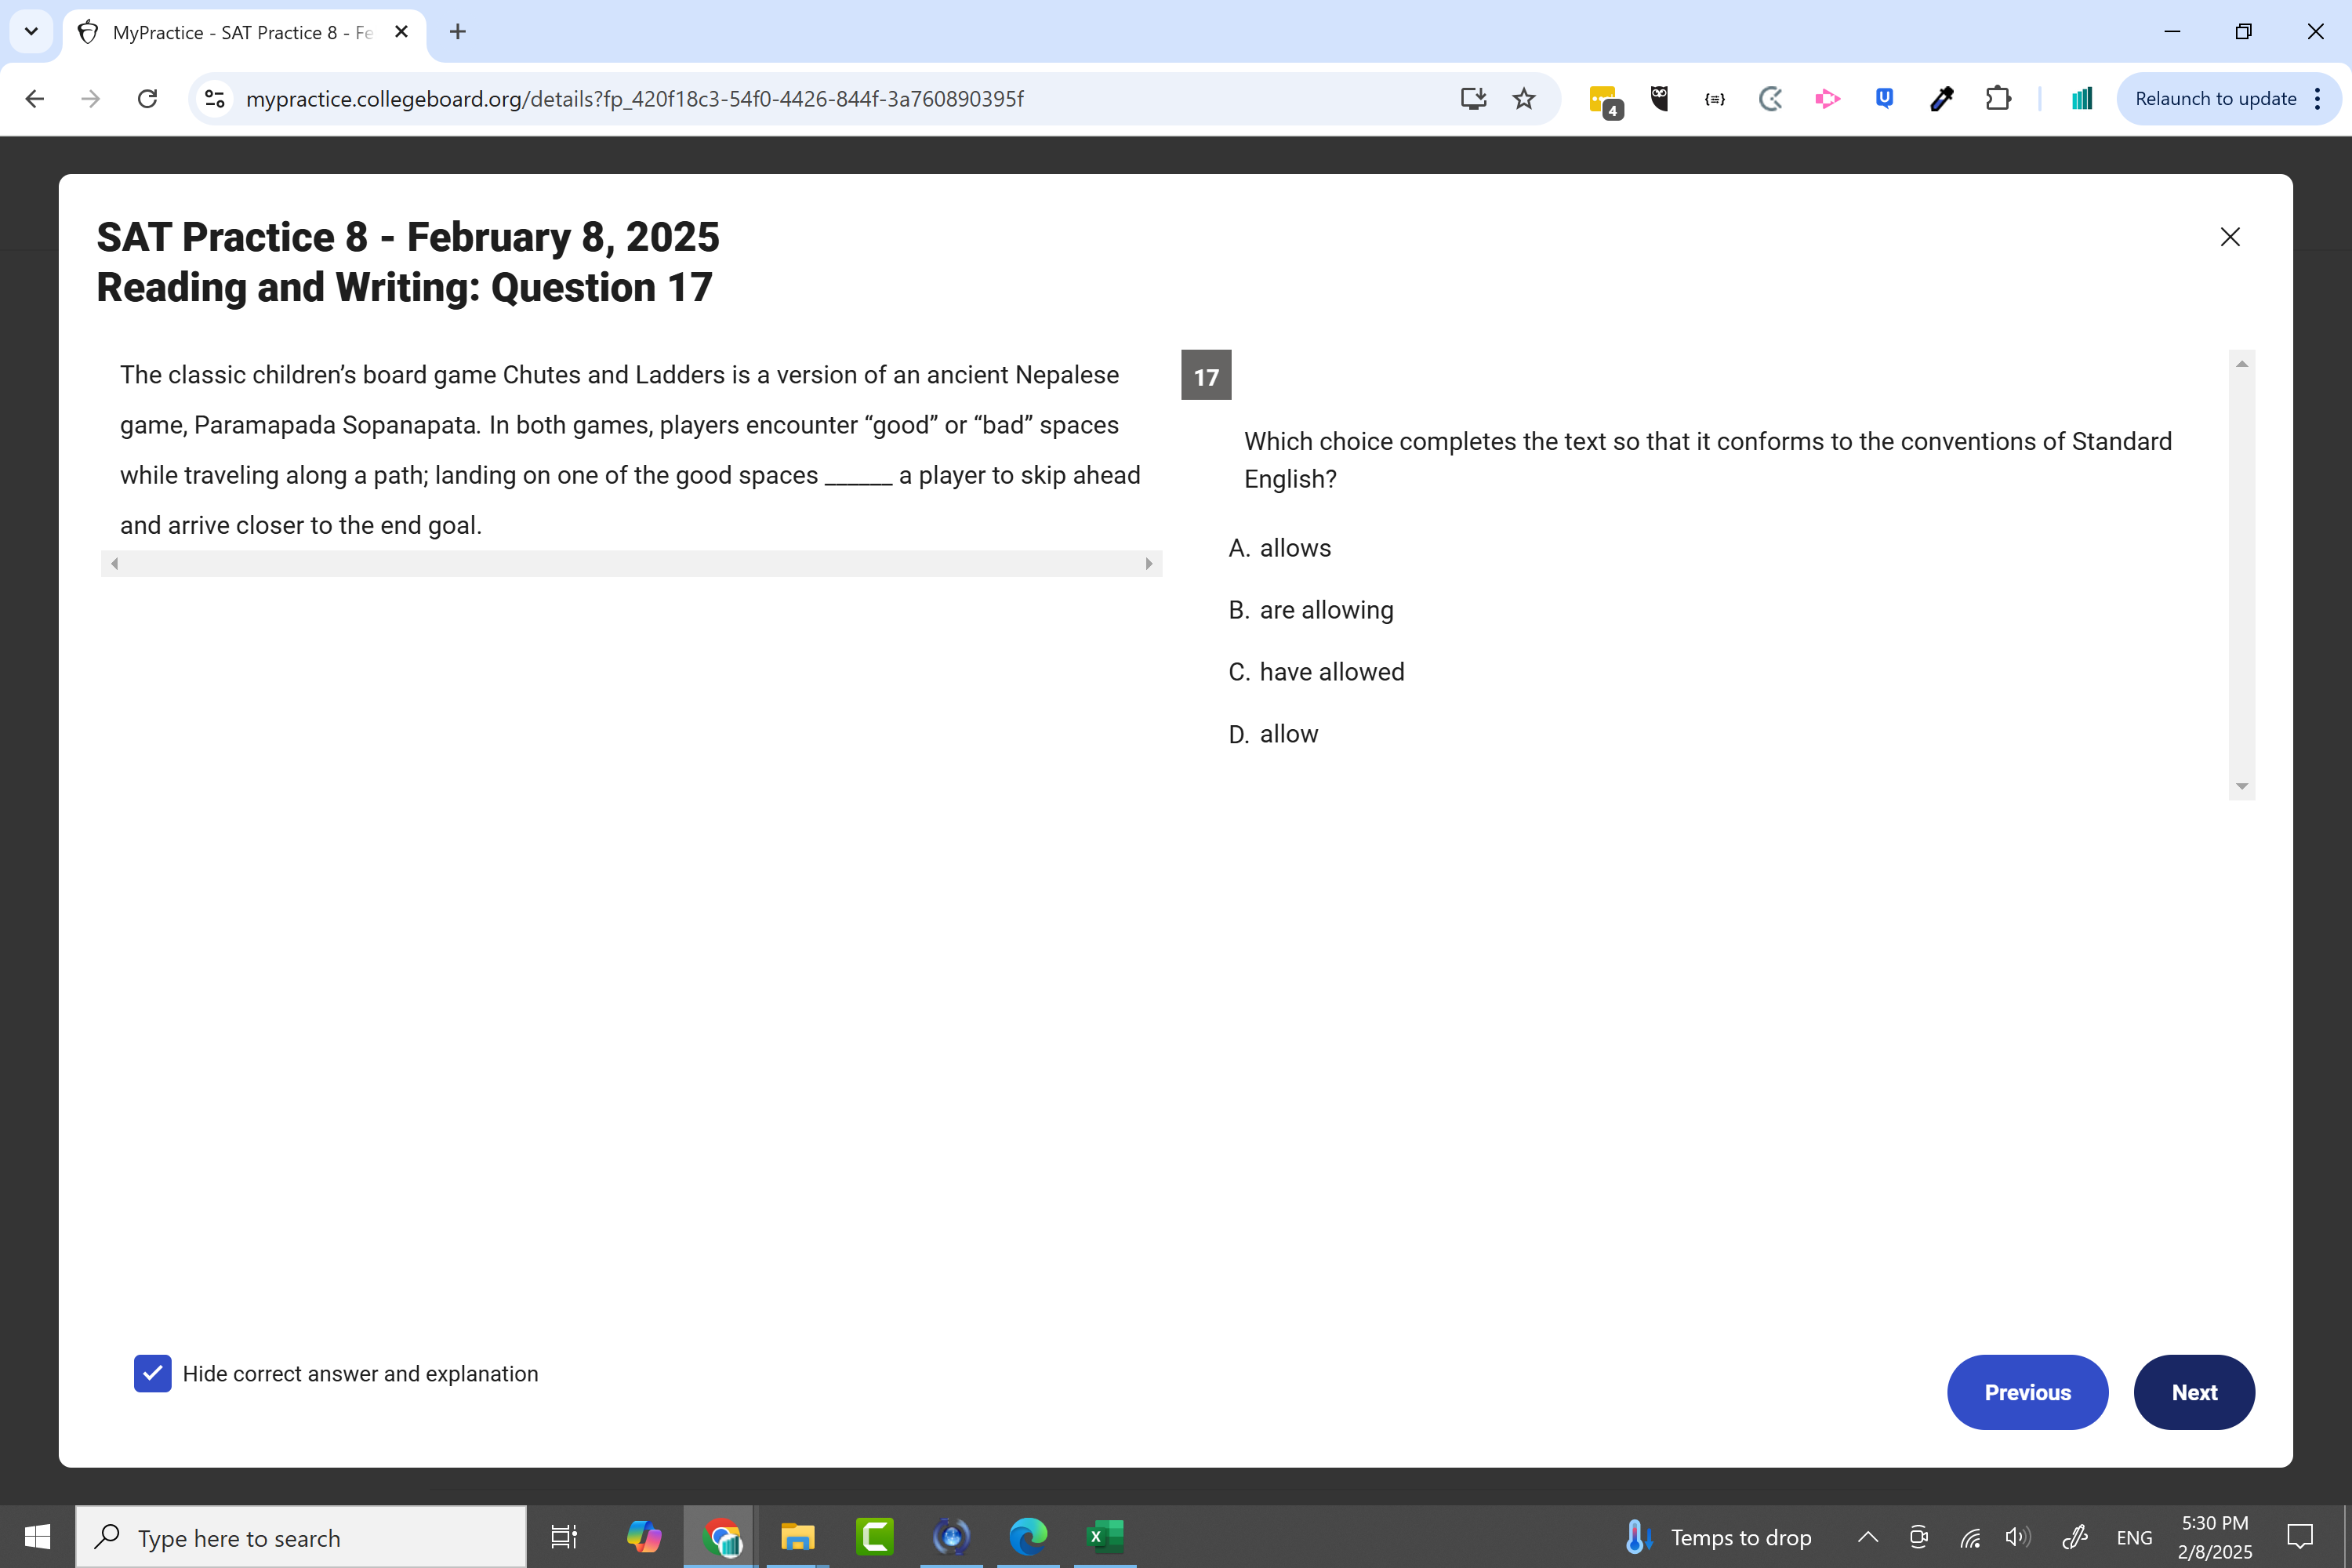 MyPractice - SAT Practice 8 - Fe
mypractice.collegeboard.org/details?fp_420f18c3-54f0-4426-844f-3a760890395f
4
Relaunch to update
SAT Practice 8 - February 8, 2025
Reading and Writing: Question 17
The classic children’s board game Chutes and Ladders is a version of an ancient Nepalese
game, Paramapada Sopanapata. In both games, players encounter “good” or “bad” spaces
while traveling along a path; landing on one of the good spaces ______ a player to skip ahead
and arrive closer to the end goal.
17
Which choice completes the text so that it conforms to the conventions of Standard
English?
A. allows
B. are allowing
C. have allowed
D. allow
Hide correct answer and explanation
Previous
Next
Type here to search
Temps to drop
ENG
5:30 PM
2/8/2025